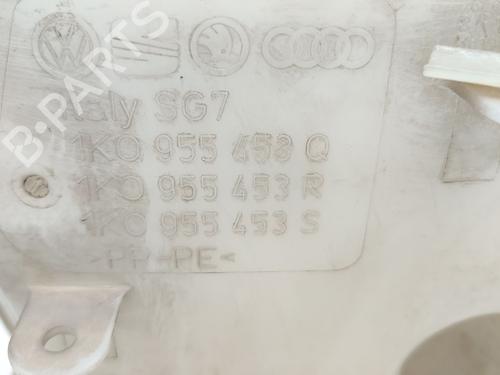 Italy SG7
1K0 955 453 Q
1K0 955 453 R
1K0 955 453 S
>PP-PE<
B-PARTS